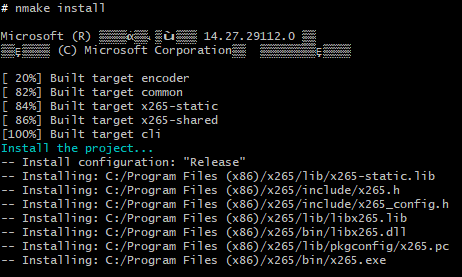 # nmake install
Microsoft (R) 14.27.29112.0
(C) Microsoft Corporation
[ 20%] Built target encoder
[ 82%] Built target common
[ 84%] Built target x265-static
[ 86%] Built target x265-shared
[100%] Built target cli
Install the project...
-- Install configuration: "Release"
-- Installing: C:/Program Files (x86)/x265/lib/x265-static.lib
-- Installing: C:/Program Files (x86)/x265/include/x265.h
-- Installing: C:/Program Files (x86)/x265/include/x265_config.h
-- Installing: C:/Program Files (x86)/x265/lib/libx265.lib
-- Installing: C:/Program Files (x86)/x265/bin/libx265.dll
-- Installing: C:/Program Files (x86)/x265/lib/pkgconfig/x265.pc
-- Installing: C:/Program Files (x86)/x265/bin/x265.exe